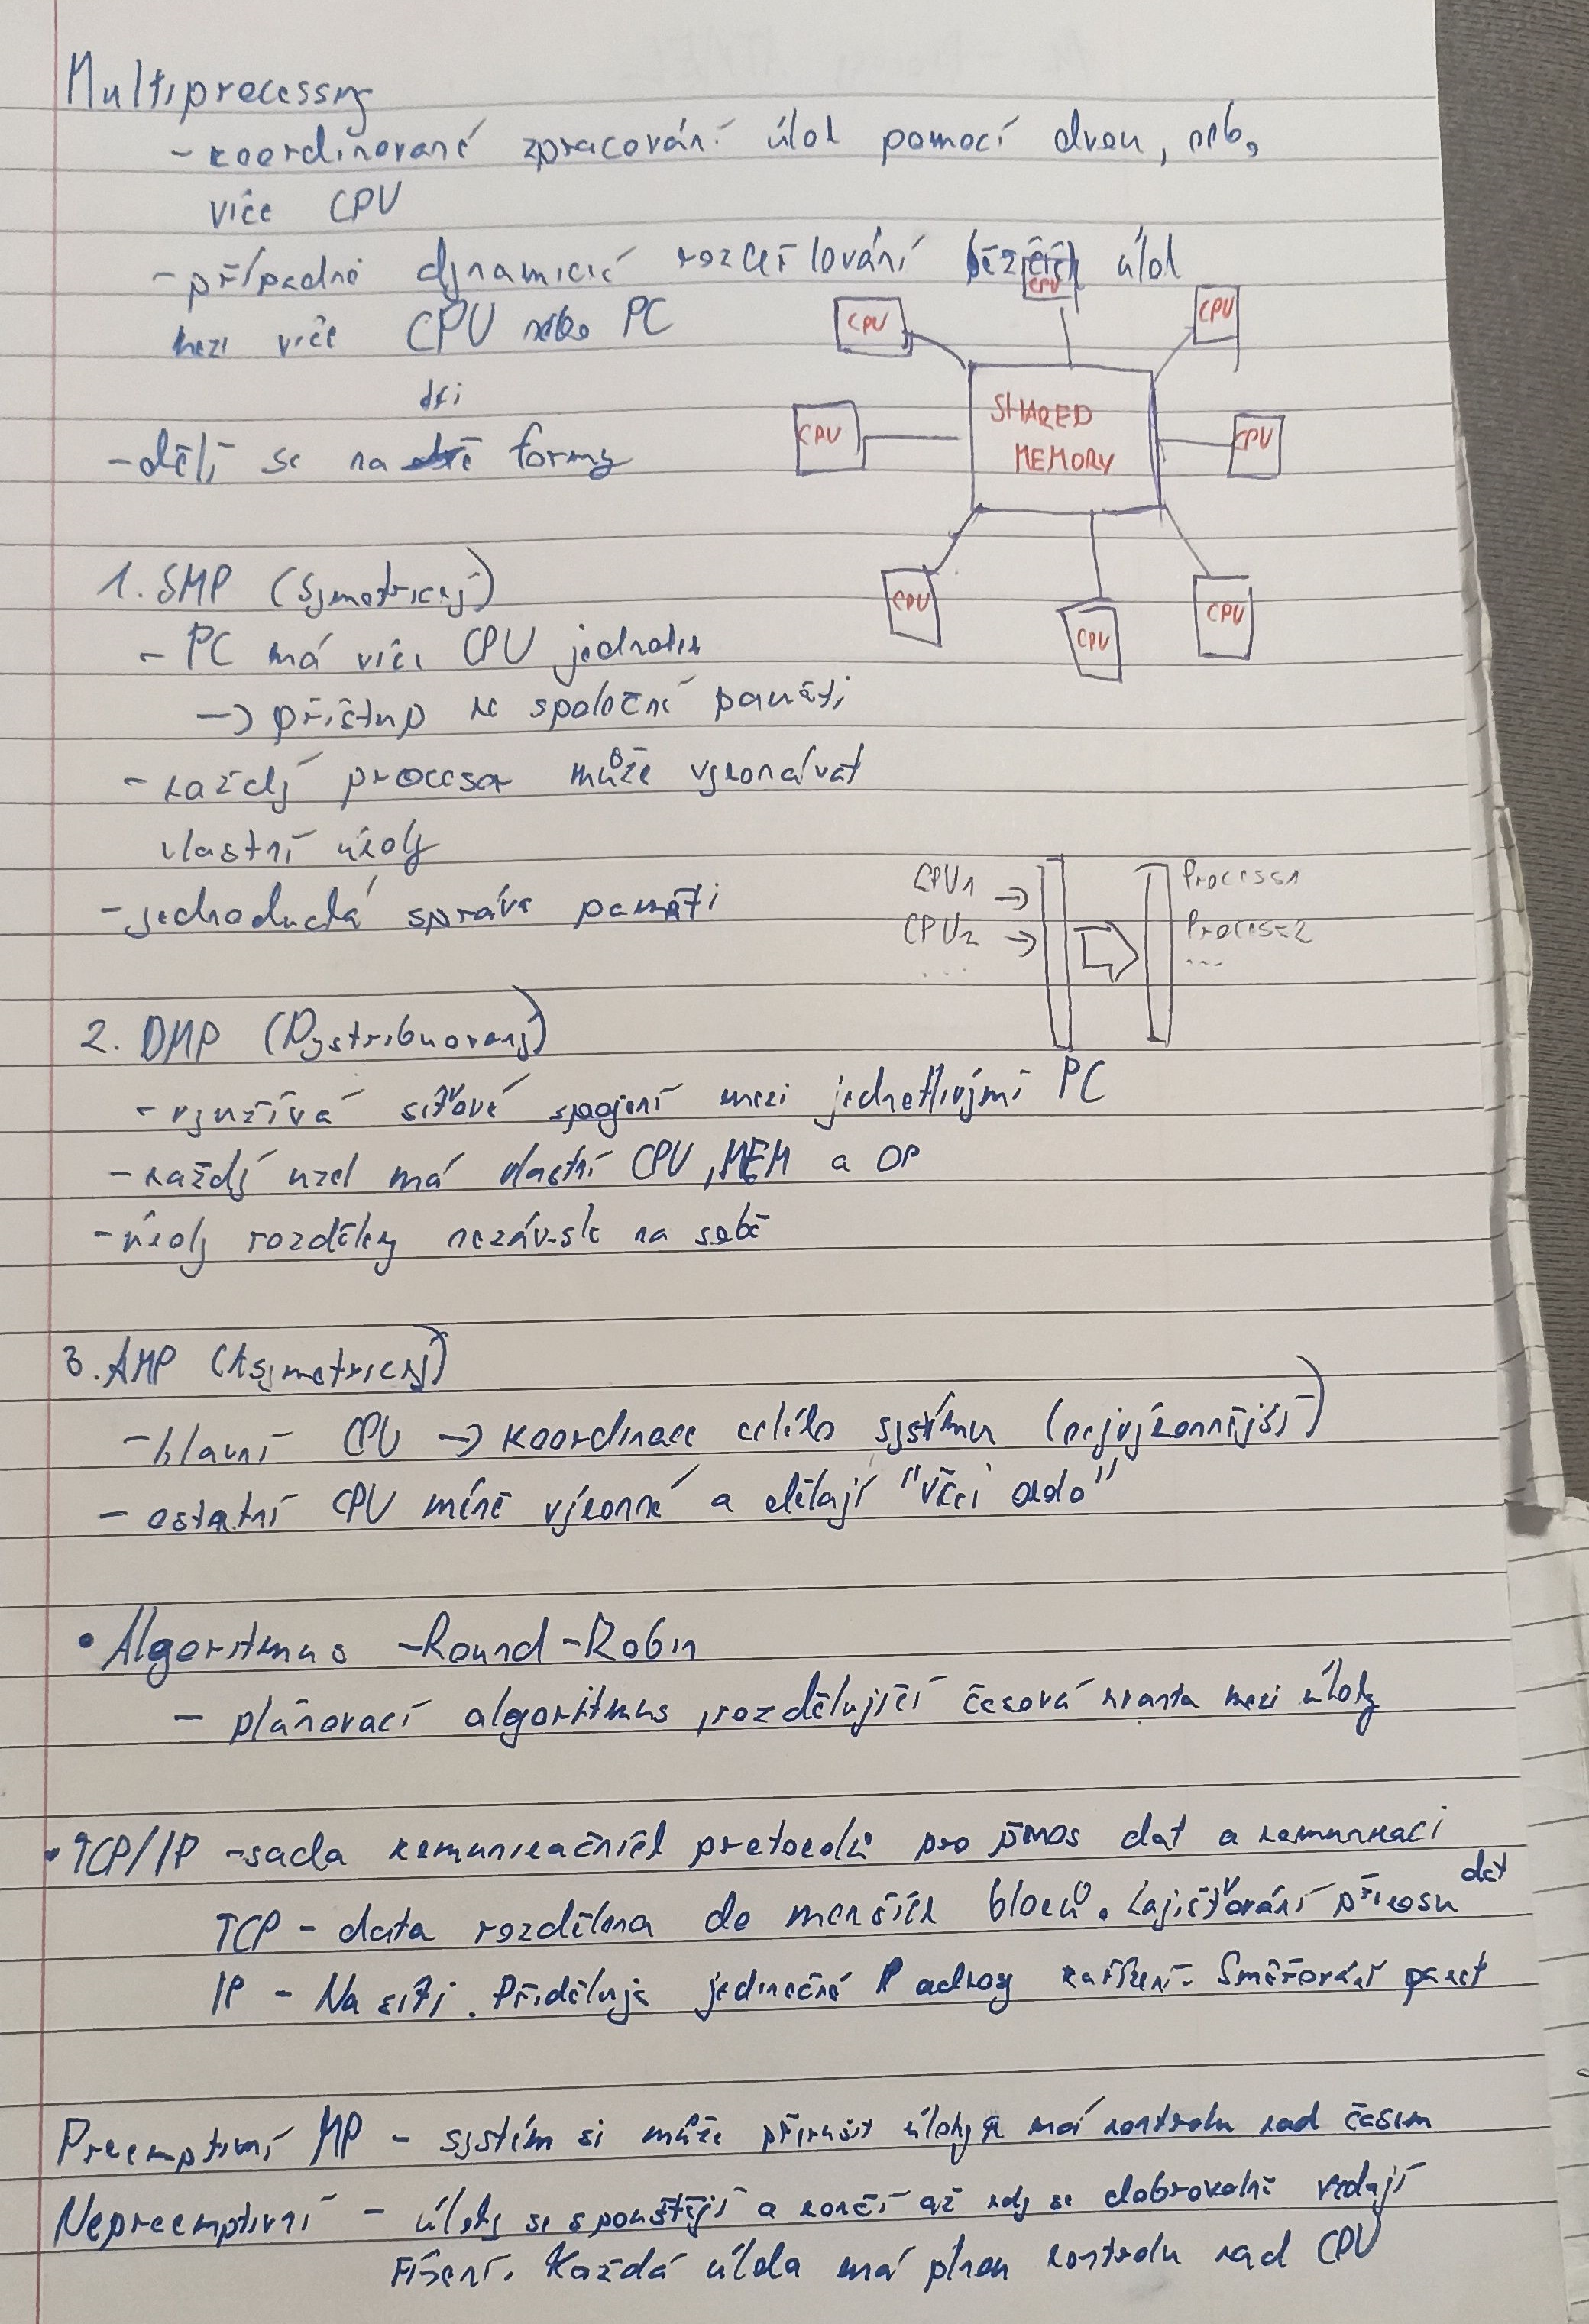 Multiprocessing
- koordinované zpracování úloh pomocí dvou, neb,
více CPU
- případně dynamické rozčeřlování běžících úloh
mezi více CPU nebo PC
tři
- dělí se na formy
CPU
CPU
CPU
CPU
SHARED
MEMORY
CPU
CPU
CPU
CPU
1. SMP (Symetrický)
- PC má více CPU jednotek
→ přístup ke společné paměti
- každý procesor může vykonávat
vlastní úkoly
- jednoduchá správa paměti
CPU1 →
CPU2 →
...
Process1
Process2
...
2. DMP (Dystribuovaný)
- využívá síťové spojení mezi jednotlivými PC
- každý uzel má vlastní CPU, MEM a OP
- úkoly rozděleny nezávisle na sobě
3. AMP (Asymetrický)
- hlavní CPU → koordinace celého systému (nejvýkonnější)
- ostatní CPU méně výkonné a dělají "věci okolo"
• Algoritmus - Round-Robin
- plánovací algoritmus, rozdělující časová kvanta mezi úlohy
• TCP/IP - sada komunikačních protokolů pro přenos dat a komunikaci
TCP - data rozdělena do menších bloků. Zajišťování přenosu dat
IP - Na síti. Přiděluje jedinečné IP adresy zařízení. Směřování paket
Preemptivní MP - systém si může přerušit úlohy a má kontrolu nad časem
Nepreemptivní - úlohy se spouštějí a končí až když se dobrovolně vzdají
řízení. Každá úloha má plnou kontrolu nad CPU